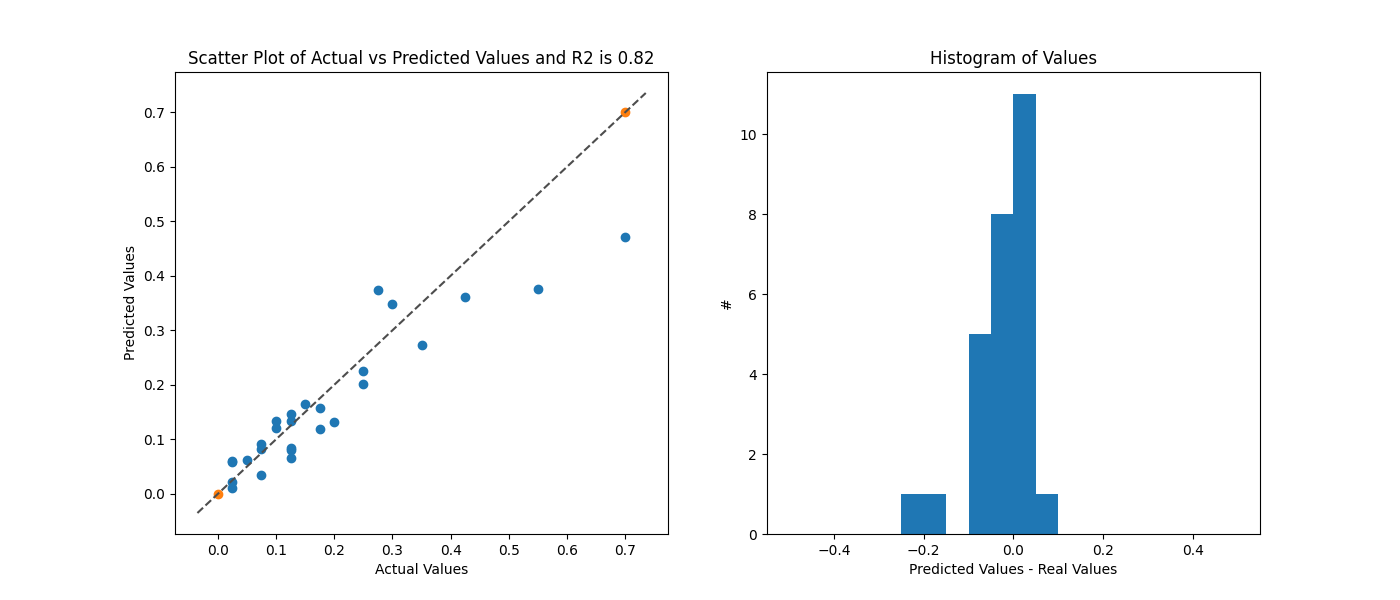 Scatter Plot of Actual vs Predicted Values and R2 is 0.82
Predicted Values
0.7
0.6
0.5
0.4
0.3
0.2
0.1
0.0
0.0 0.1 0.2 0.3 0.4 0.5 0.6 0.7
Actual Values
Histogram of Values
#
10
8
6
4
2
0
−0.4 −0.2 0.0 0.2 0.4
Predicted Values - Real Values